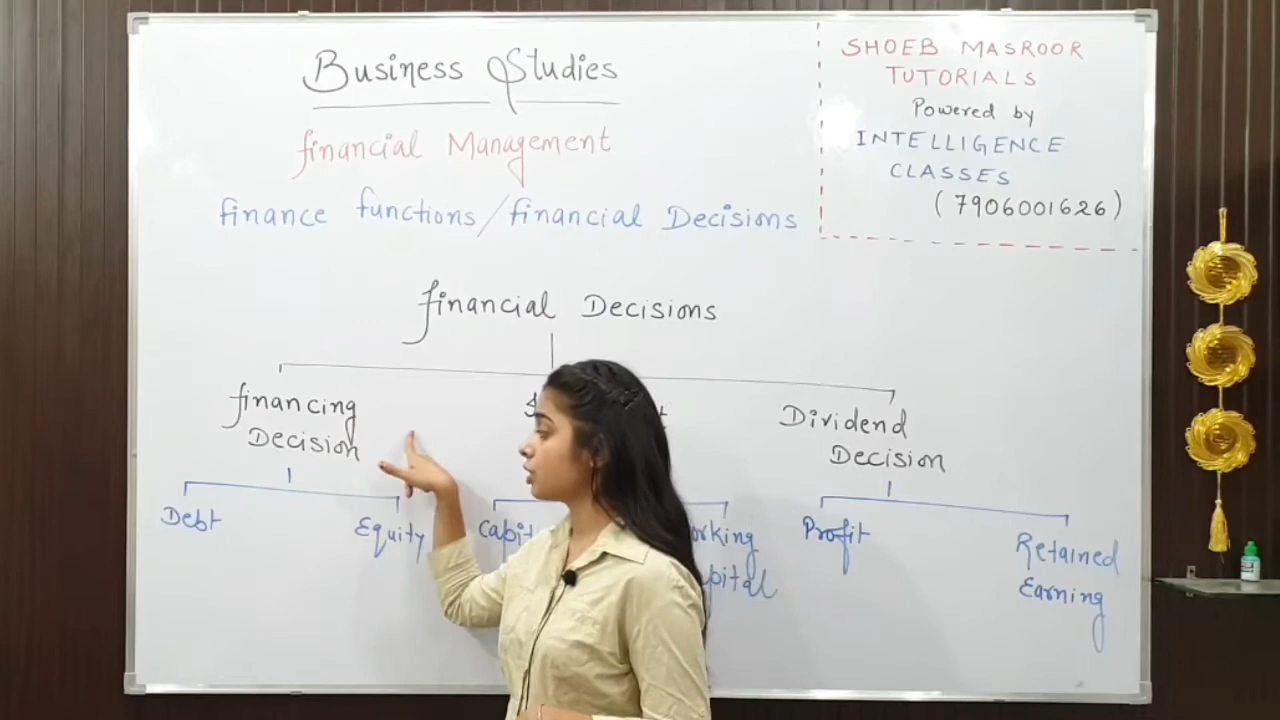 Business Studies
financial Management
finance functions/financial Decisions
SHOEB MASROOR
TUTORIALS
Powered by
INTELLIGENCE
CLASSES
(7906001626)
financial Decisions
financing
Decision
Debt
Equity
Dividend
Decision
Profit
Retained
Earning